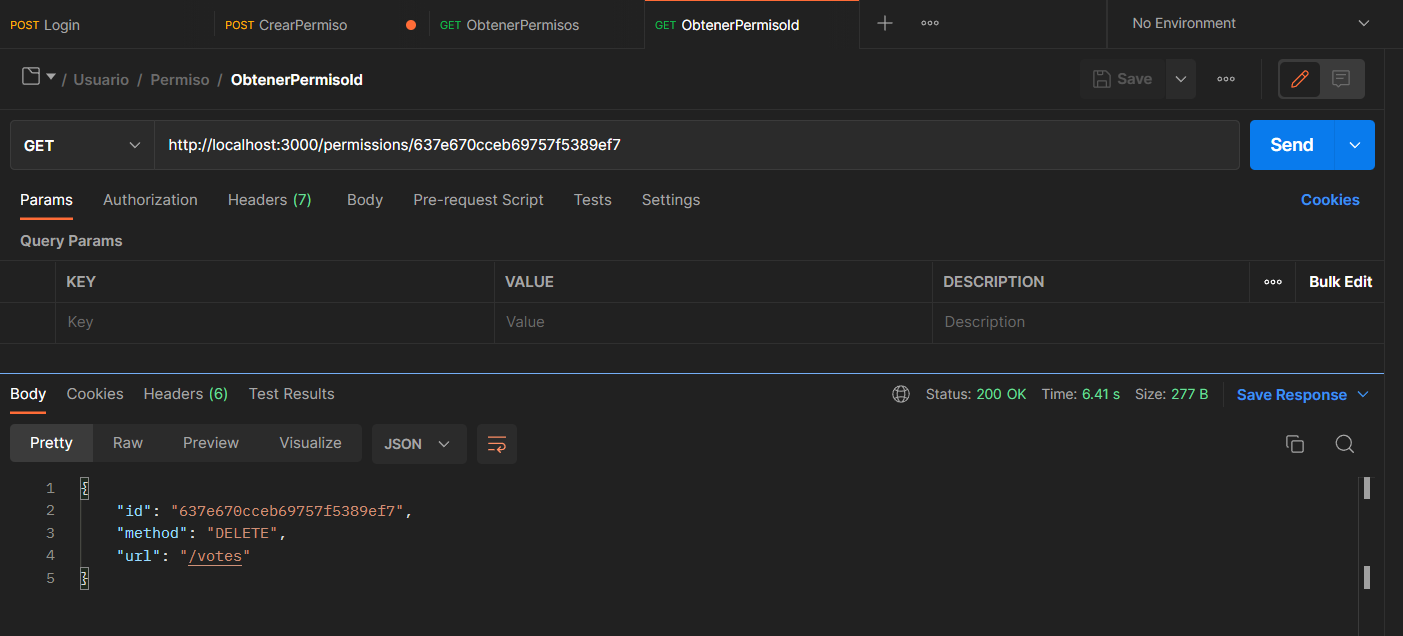 POST Login POST CrearPermiso GET ObtenerPermisos GET ObtenerPermisoId No Environment
/ Usuario / Permiso / ObtenerPermisoId Save
GET http://localhost:3000/permissions/637e670cceb69757f5389ef7 Send
Params Authorization Headers (7) Body Pre-request Script Tests Settings Cookies
Query Params
KEY VALUE DESCRIPTION Bulk Edit
Key Value Description
Body Cookies Headers (6) Test Results Status: 200 OK Time: 6.41 s Size: 277 B Save Response
Pretty Raw Preview Visualize JSON
1 {
2 "id": "637e670cceb69757f5389ef7",
3 "method": "DELETE",
4 "url": "/votes"
5 }